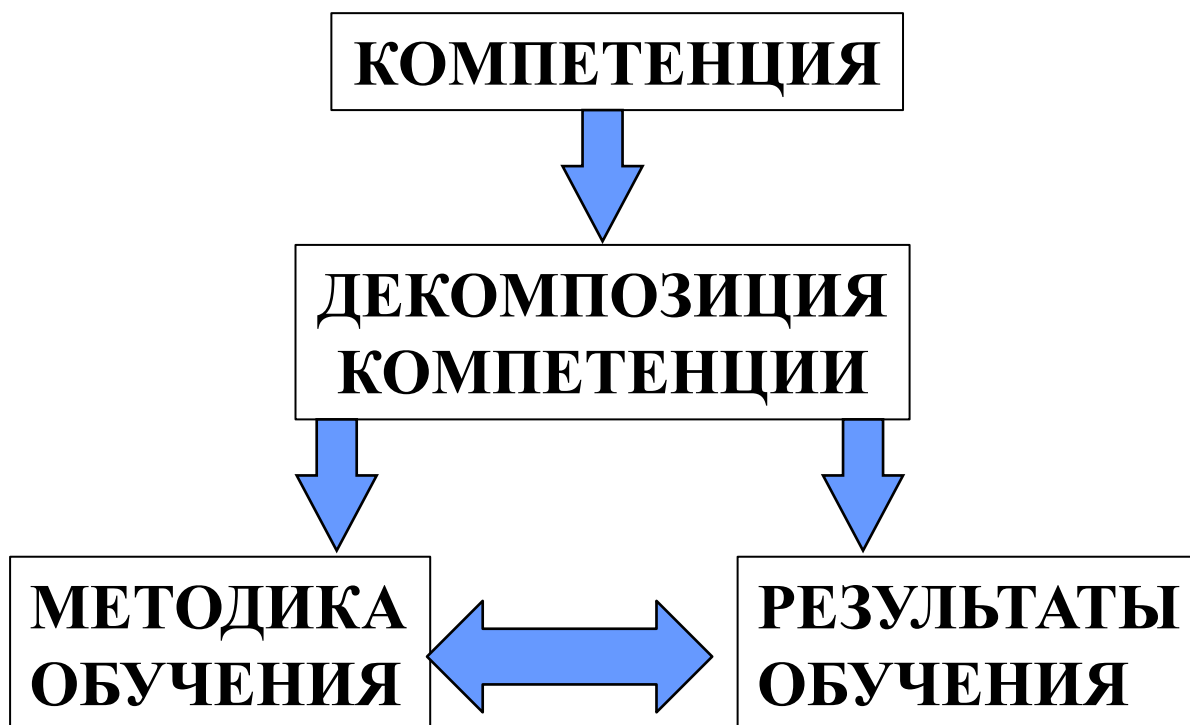 КОМПЕТЕНЦИЯ
ДЕКОМПОЗИЦИЯ
КОМПЕТЕНЦИИ
МЕТОДИКА
ОБУЧЕНИЯ
РЕЗУЛЬТАТЫ
ОБУЧЕНИЯ